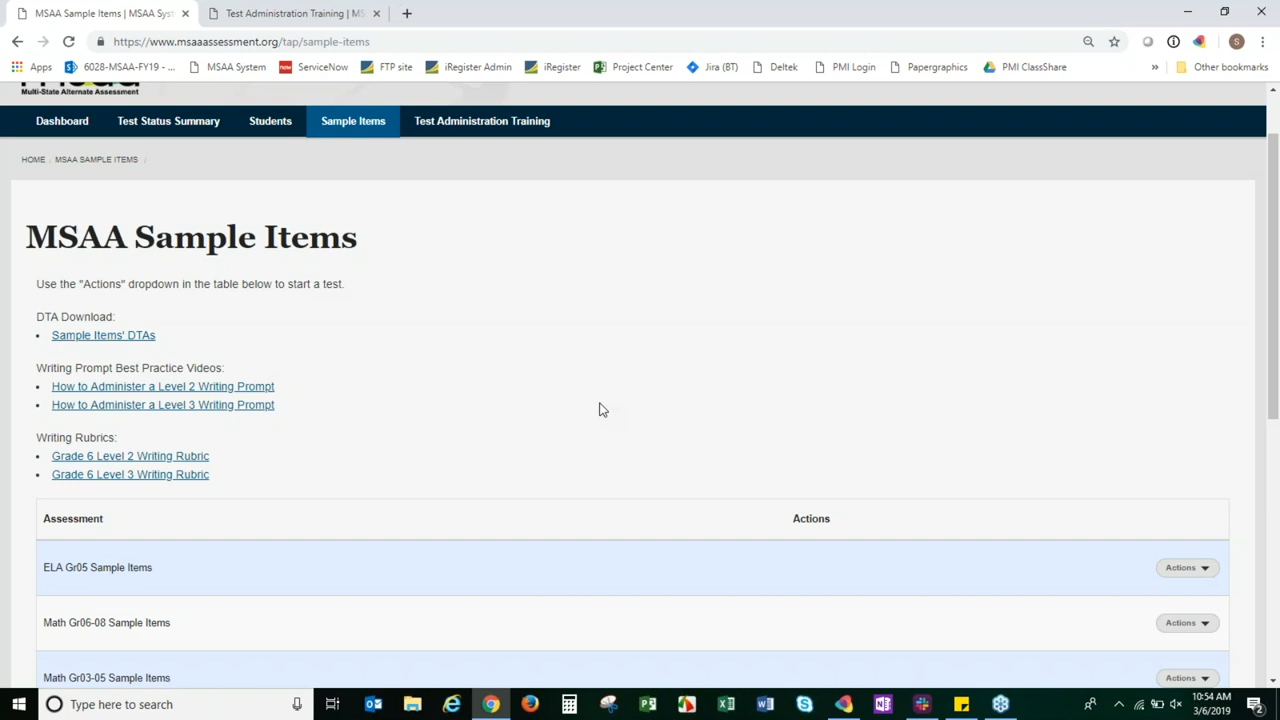 MSAA Sample Items | MSAA Sys
Test Administration Training | MS
https://www.msaaassessment.org/tap/sample-items
Apps 6028-MSAA-FY19 - ... MSAA System ServiceNow FTP site iRegister Admin iRegister Project Center Jira (BT) Deltek PMI Login Papergraphics PMI ClassShare » Other bookmarks
Multi-State Alternate Assessment
Dashboard Test Status Summary Students Sample Items Test Administration Training
HOME / MSAA SAMPLE ITEMS /
MSAA Sample Items
Use the "Actions" dropdown in the table below to start a test.
DTA Download:
• Sample Items' DTAs
Writing Prompt Best Practice Videos:
• How to Administer a Level 2 Writing Prompt
• How to Administer a Level 3 Writing Prompt
Writing Rubrics:
• Grade 6 Level 2 Writing Rubric
• Grade 6 Level 3 Writing Rubric
Assessment Actions
ELA Gr05 Sample Items Actions
Math Gr06-08 Sample Items Actions
Math Gr03-05 Sample Items Actions
Type here to search
10:54 AM
3/6/2019